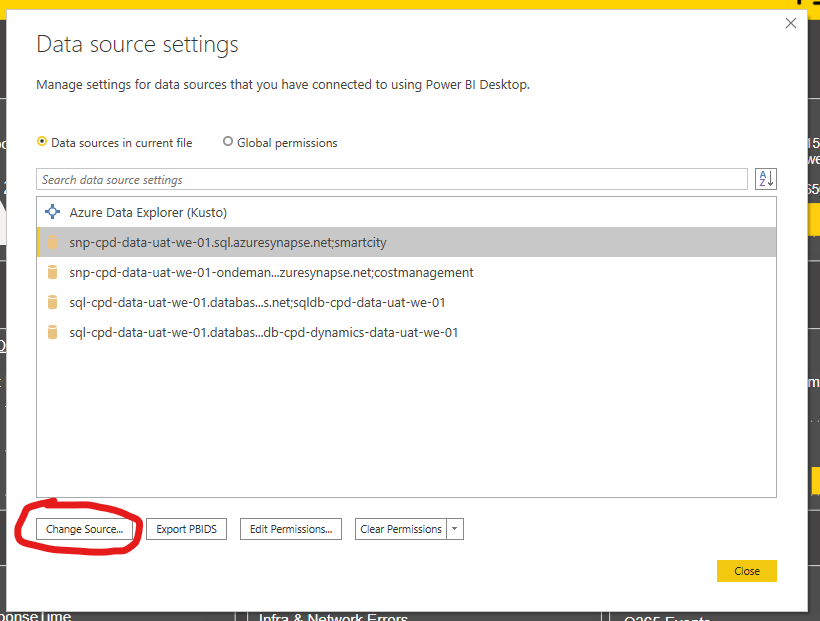 Data source settings
Manage settings for data sources that you have connected to using Power BI Desktop.
Data sources in current file Global permissions
Search data source settings
A
Z
Azure Data Explorer (Kusto)
snp-cpd-data-uat-we-01.sql.azuresynapse.net;smartcity
snp-cpd-data-uat-we-01-ondeman...zuresynapse.net;costmanagement
sql-cpd-data-uat-we-01.databas...s.net;sqldb-cpd-data-uat-we-01
sql-cpd-data-uat-we-01.databas...db-cpd-dynamics-data-uat-we-01
Change Source... Export PBIDS Edit Permissions... Clear Permissions
Close
Infra & Network Errors